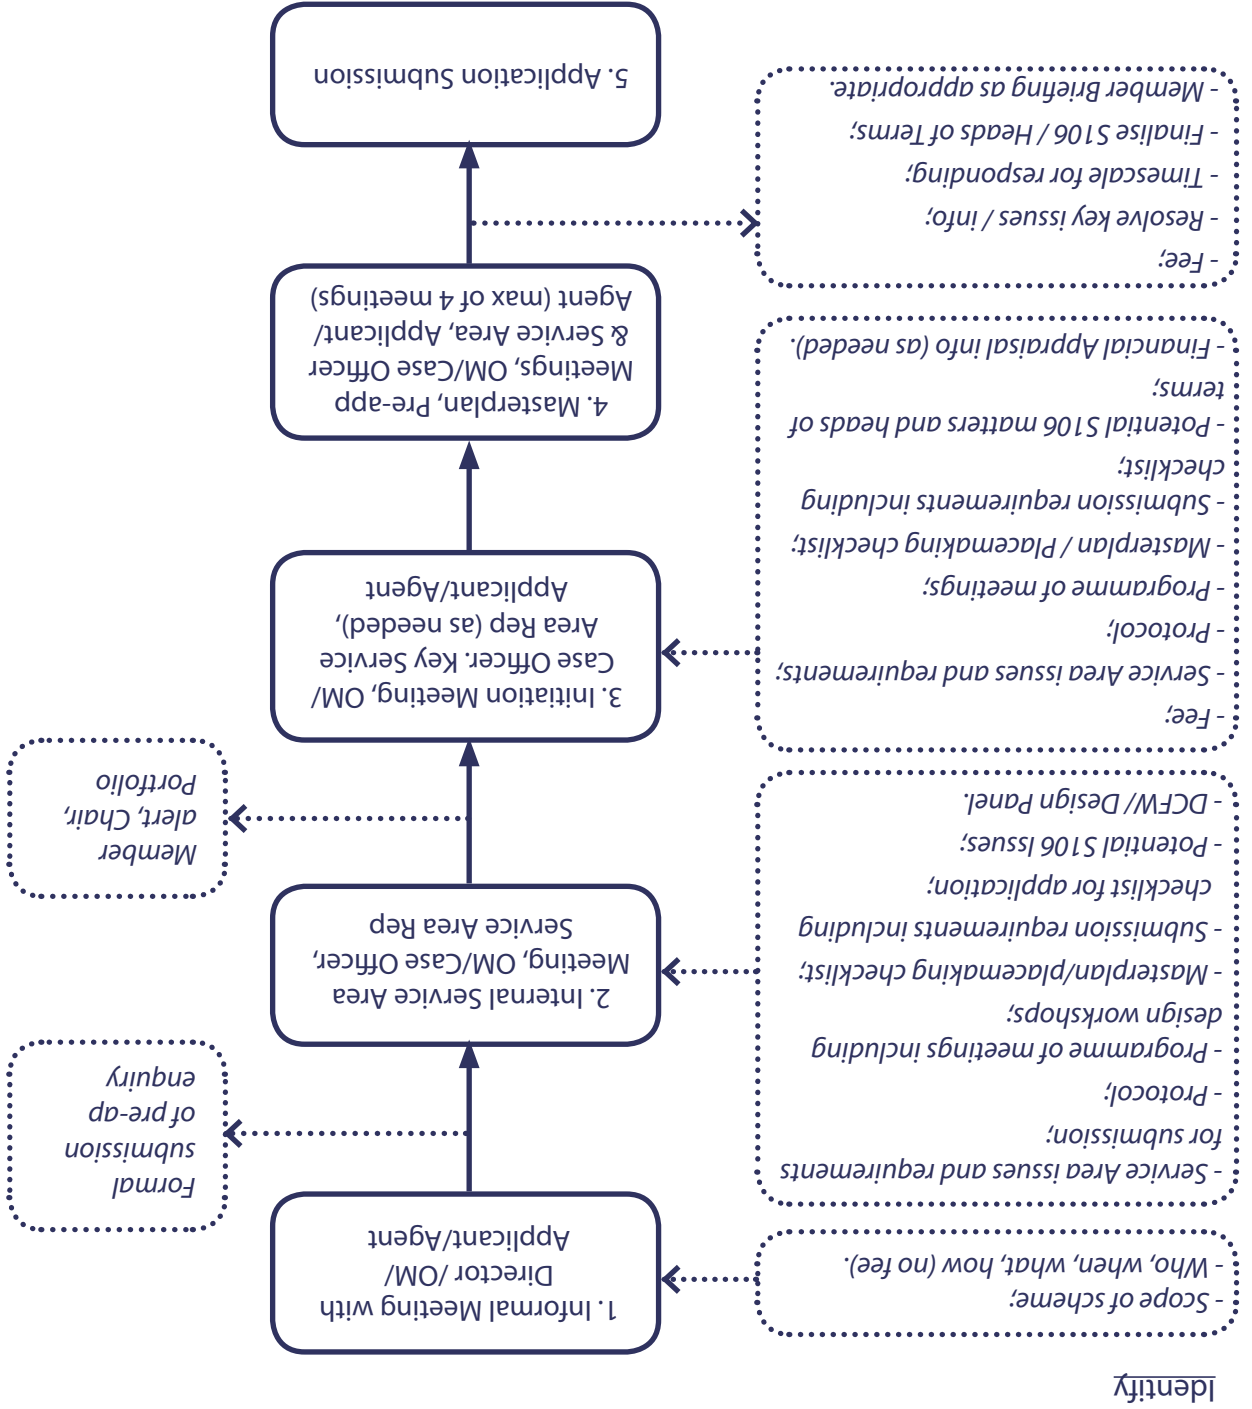 Identify
- Scope of scheme;
- Who, when, what, how (no fee).
1. Informal Meeting with
Director /OM/
Applicant/Agent
Formal
submission
of pre-ap
enquiry
- Service Area issues and requirements
for submission;
- Protocol;
- Programme of meetings including
design workshops;
- Masterplan/placemaking checklist;
- Submission requirements including
checklist for application;
Potential S106 Issues;
- DCFW/ Design Panel.
2. Internal Service Area
Meeting, OM/Case Officer,
Service Area Rep
Member
alert, Chair,
Portfolio
- Fee;
- Service Area issues and requirements;
- Protocol;
- Programme of meetings;
- Masterplan / Placemaking checklist;
- Submission requirements including
checklist;
- Potential S106 matters and heads of
terms;
- Financial Appraisal info (as needed).
3. Initiation Meeting, OM/
Case Officer. Key Service
Area Rep (as needed),
Applicant/Agent
4. Masterplan, Pre-app
Meetings, OM/Case Officer
& Service Area, Applicant/
Agent (max of 4 meetings)
- Fee;
- Resolve key issues / info;
- Timescale for responding;
- Finalise S106 / Heads of Terms;
- Member Briefing as appropriate.
5. Application Submission